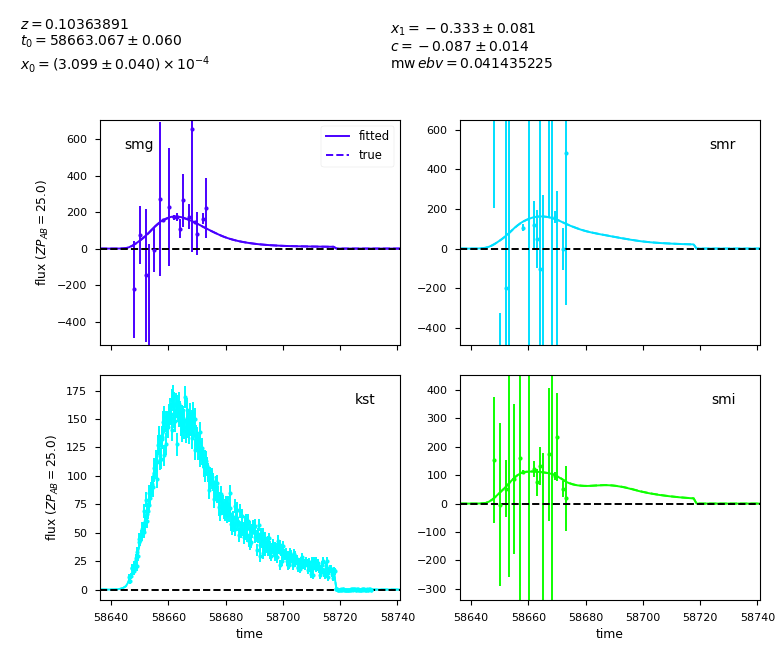 z = 0.10363891
t₀ = 58663.067 ± 0.060
x₀ = (3.099 ± 0.040) × 10⁻⁴
x₁ = −0.333 ± 0.081
c = −0.087 ± 0.014
mw ebv = 0.041435225
smg
fitted
true
600
400
200
0
−200
−400
flux (ZP_AB = 25.0)
smr
600
400
200
0
−200
−400
kst
175
150
125
100
75
50
25
0
flux (ZP_AB = 25.0)
58640 58660 58680 58700 58720 58740
time
smi
400
300
200
100
0
−100
−200
−300
58640 58660 58680 58700 58720 58740
time